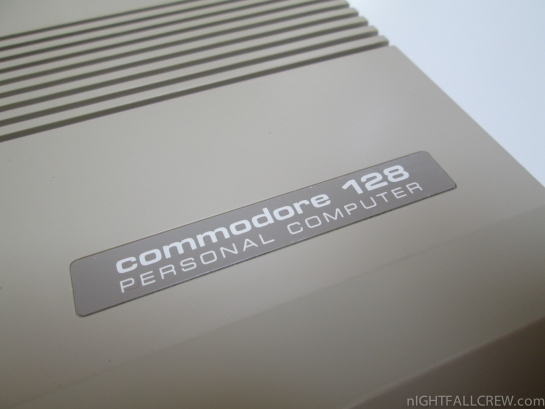 commodore 128
PERSONAL COMPUTER
nIGHTFALLCREW.com